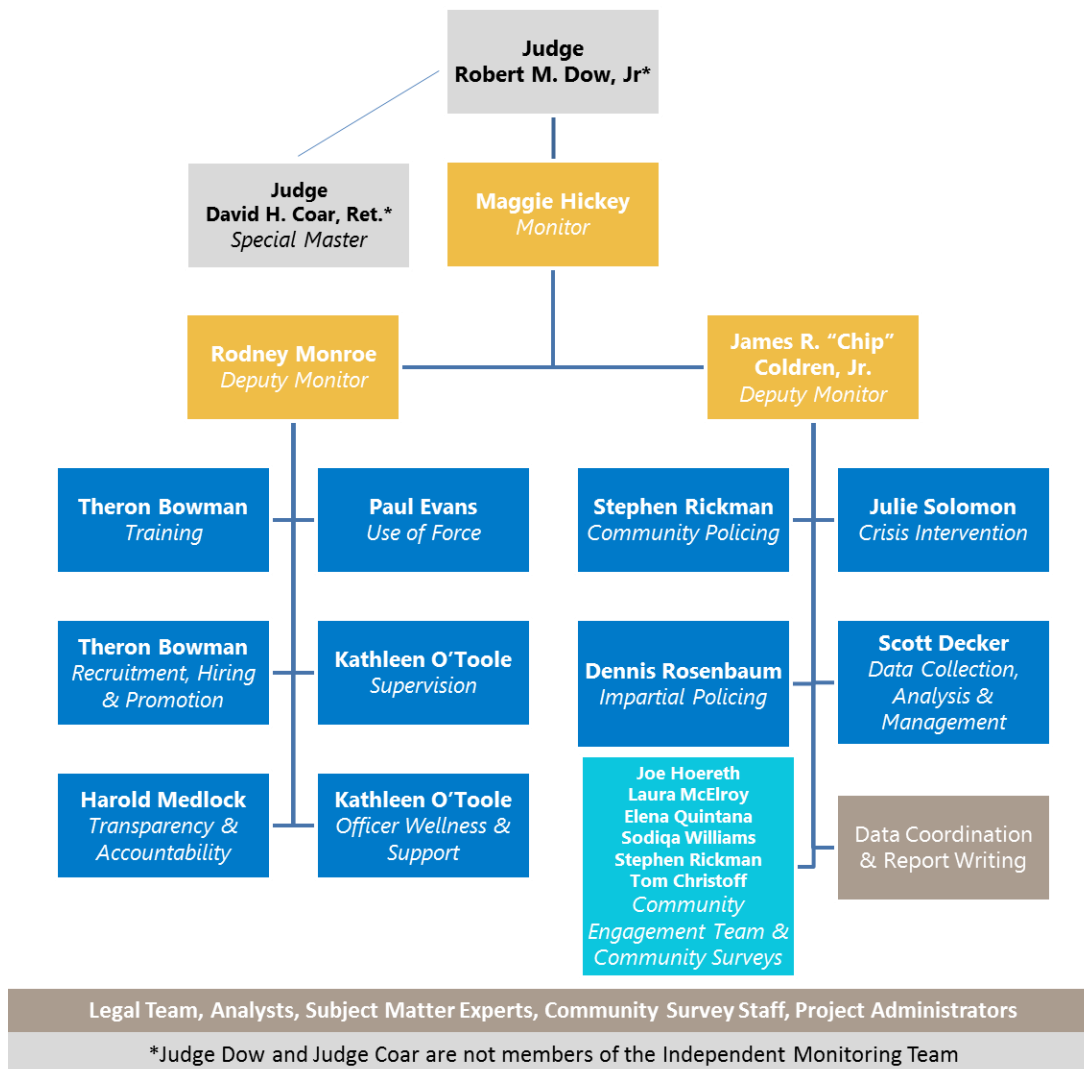 Judge
Robert M. Dow, Jr*
Judge
David H. Coar, Ret.*
Special Master
Maggie Hickey
Monitor
Rodney Monroe
Deputy Monitor
James R. “Chip”
Coldren, Jr.
Deputy Monitor
Theron Bowman
Training
Paul Evans
Use of Force
Stephen Rickman
Community Policing
Julie Solomon
Crisis Intervention
Theron Bowman
Recruitment, Hiring
& Promotion
Kathleen O’Toole
Supervision
Dennis Rosenbaum
Impartial Policing
Scott Decker
Data Collection,
Analysis &
Management
Harold Medlock
Transparency &
Accountability
Kathleen O’Toole
Officer Wellness &
Support
Joe Hoereth
Laura McElroy
Elena Quintana
Sodiqa Williams
Stephen Rickman
Tom Christoff
Community
Engagement Team &
Community Surveys
Data Coordination
& Report Writing
Legal Team, Analysts, Subject Matter Experts, Community Survey Staff, Project Administrators
*Judge Dow and Judge Coar are not members of the Independent Monitoring Team